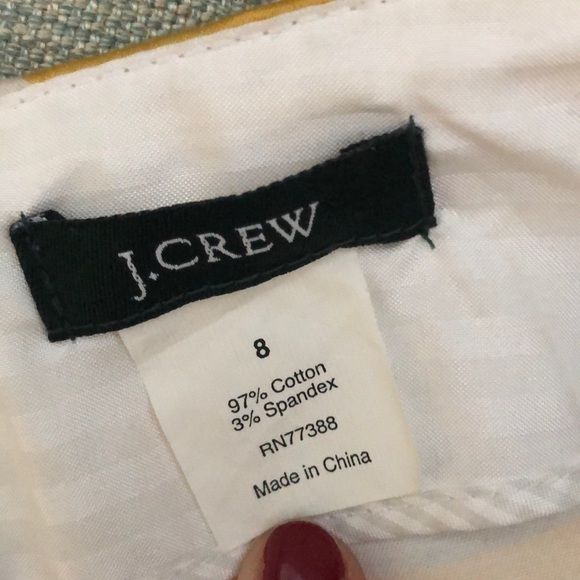 J.CREW
8
97% Cotton
3% Spandex
RN77388
Made in China